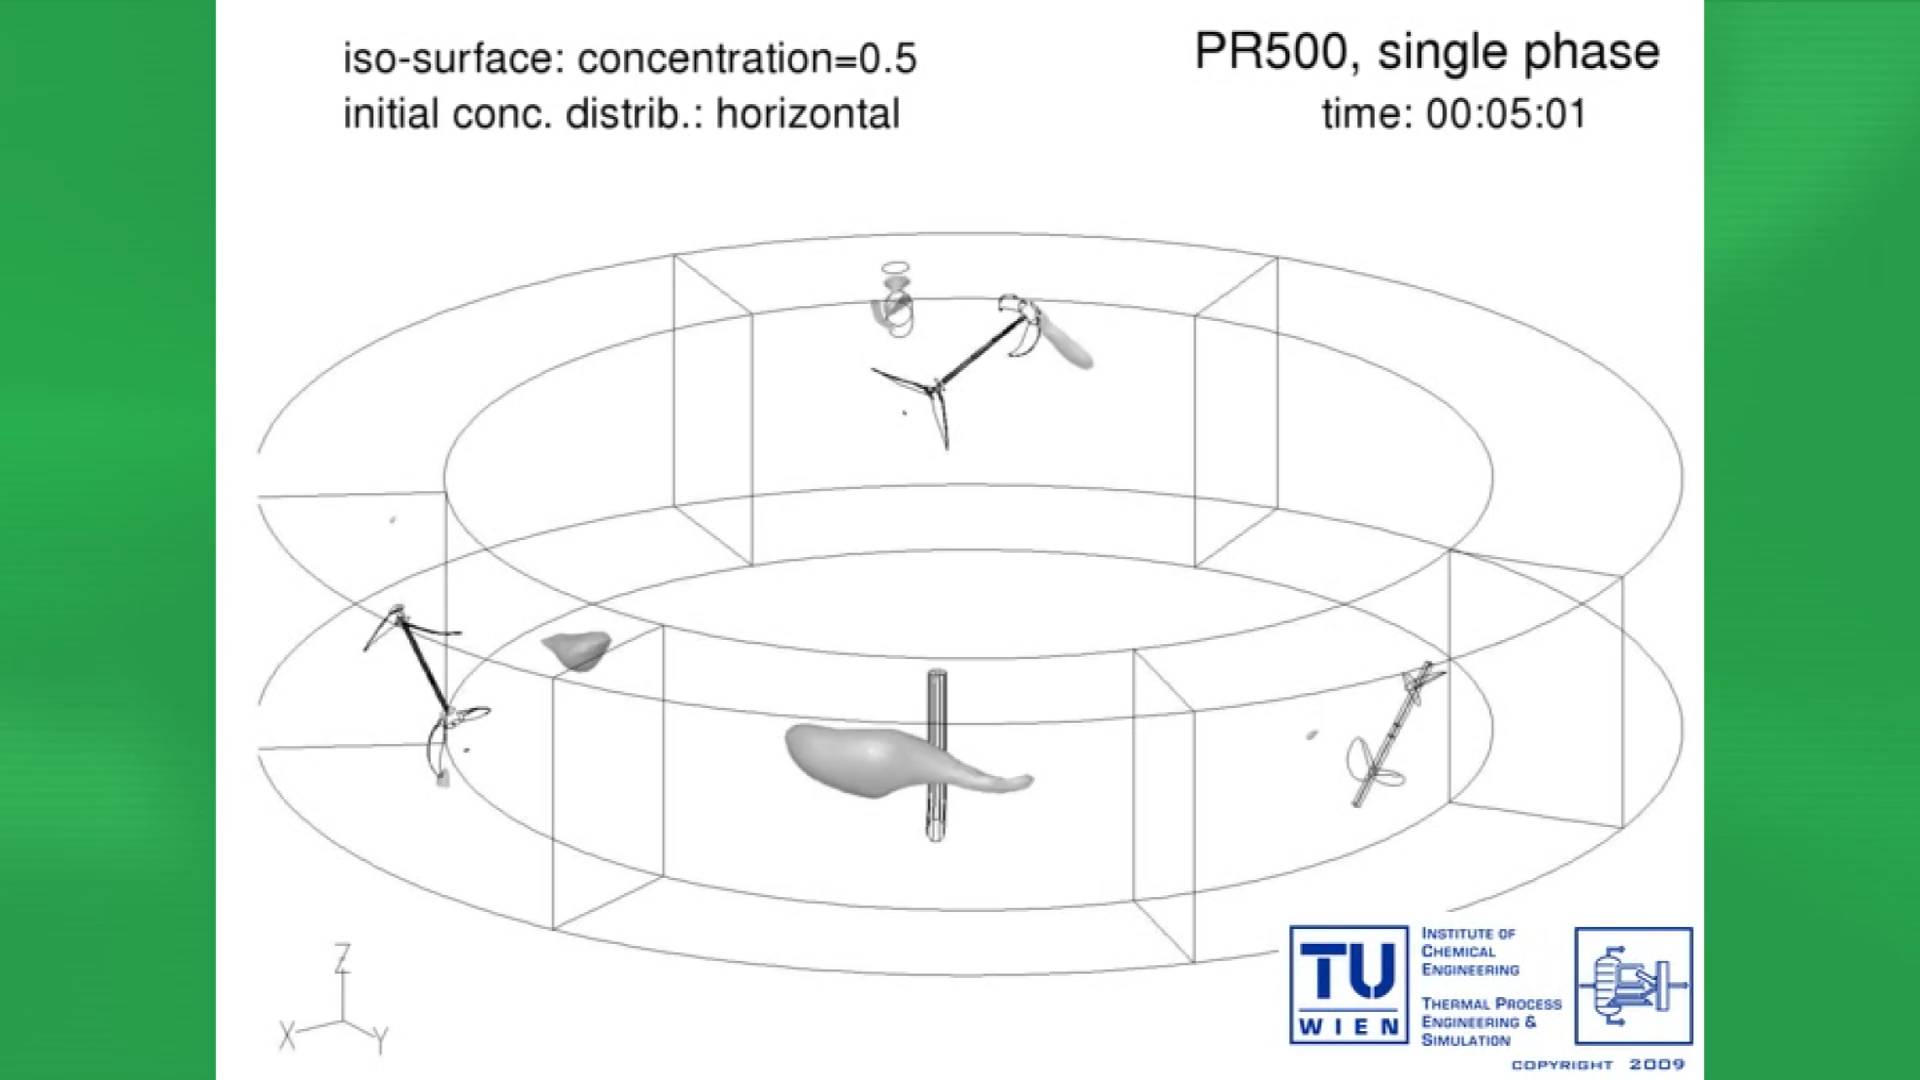 iso-surface: concentration=0.5
initial conc. distrib.: horizontal
PR500, single phase
time: 00:05:01
Z
X
Y
TU
WIEN
INSTITUTE OF
CHEMICAL
ENGINEERING
THERMAL PROCESS
ENGINEERING &
SIMULATION
COPYRIGHT 2009